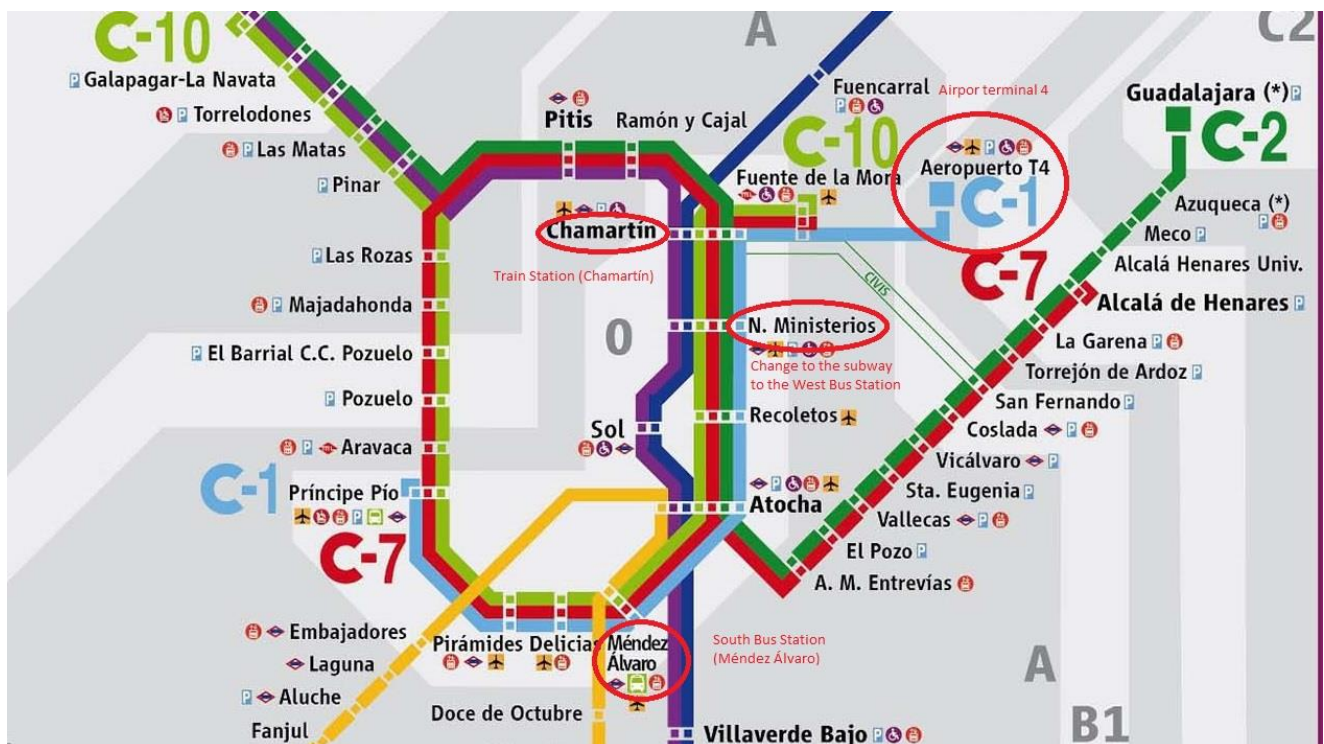 C-10
A
C2
Galapagar-La Navata
Fuencarral
Airpor terminal 4
Guadalajara (*)
Torrelodones
Pitis
Ramón y Cajal
C-10
C-2
Las Matas
Fuente de la Mora
Aeropuerto T4
Pinar
C-1
Azuqueca (*)
Chamartín
Meco
Las Rozas
Train Station (Chamartín)
C-7
Alcalá Henares Univ.
CIVIS
Majadahonda
Alcalá de Henares
O
N. Ministerios
La Garena
El Barrial C.C. Pozuelo
Change to the subway
to the West Bus Station
Torrejón de Ardoz
Pozuelo
San Fernando
Recoletos
Sol
Coslada
Aravaca
Vicálvaro
C-1
Príncipe Pío
Sta. Eugenia
Atocha
Vallecas
C-7
El Pozo
A. M. Entrevías
Embajadores
Pirámides
Delicias
Méndez
Álvaro
South Bus Station
(Méndez Álvaro)
Laguna
A
Aluche
Doce de Octubre
B1
Fanjul
Villaverde Bajo